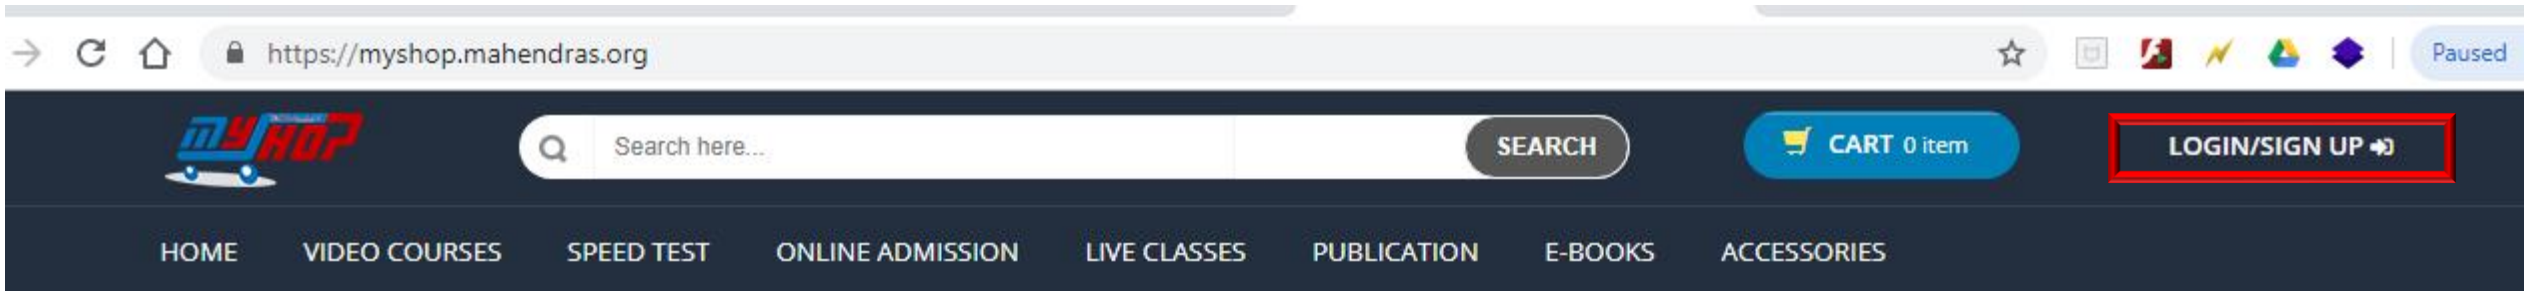 https://myshop.mahendras.org
Paused
MYSHOP
Search here...
SEARCH
CART 0 item
LOGIN/SIGN UP
HOME
VIDEO COURSES
SPEED TEST
ONLINE ADMISSION
LIVE CLASSES
PUBLICATION
E-BOOKS
ACCESSORIES